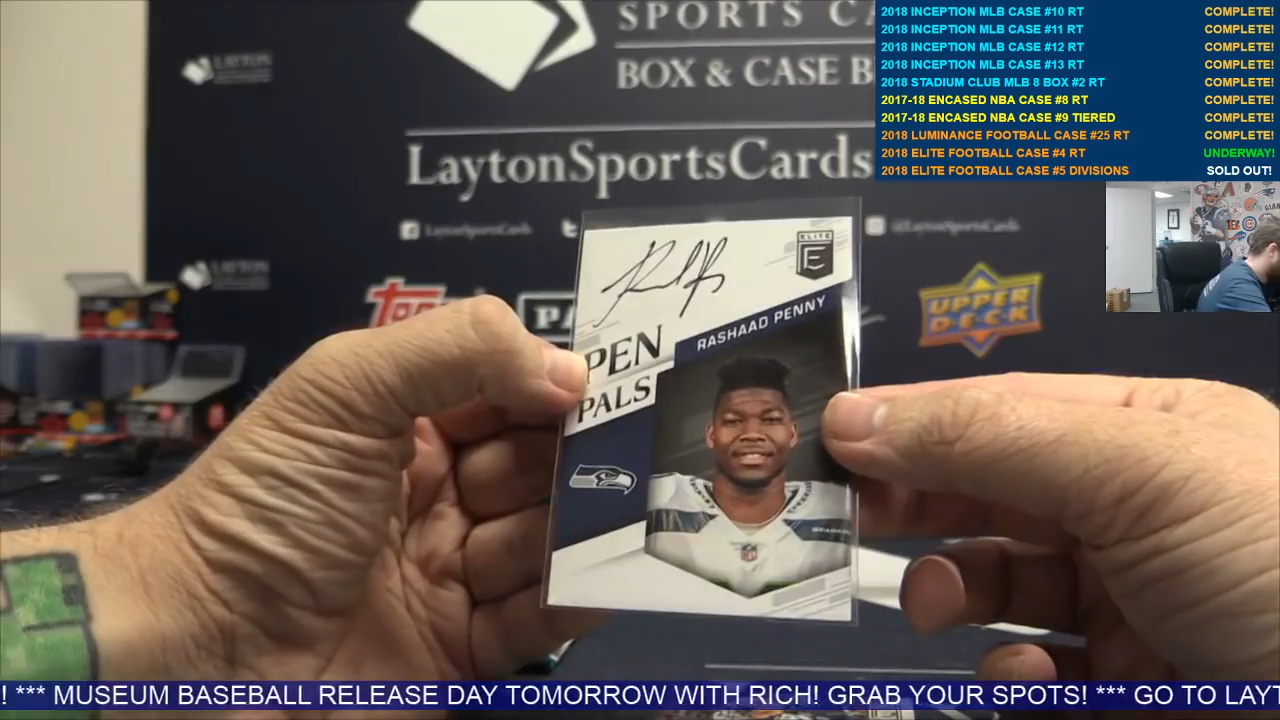 SPORTS CA
BOX & CASE B
LaytonSportsCards
LAYTON
LaytonSportsCards
@LaytonSportsCards
Topps
PA
UPPER
DECK
ELITE
E
RASHAAD PENNY
PEN
PALS
2018 INCEPTION MLB CASE #10 RT COMPLETE!
2018 INCEPTION MLB CASE #11 RT COMPLETE!
2018 INCEPTION MLB CASE #12 RT COMPLETE!
2018 INCEPTION MLB CASE #13 RT COMPLETE!
2018 STADIUM CLUB MLB 8 BOX #2 RT COMPLETE!
2017-18 ENCASED NBA CASE #8 RT COMPLETE!
2017-18 ENCASED NBA CASE #9 TIERED COMPLETE!
2018 LUMINANCE FOOTBALL CASE #25 RT COMPLETE!
2018 ELITE FOOTBALL CASE #4 RT UNDERWAY!
2018 ELITE FOOTBALL CASE #5 DIVISIONS SOLD OUT!
! *** MUSEUM BASEBALL RELEASE DAY TOMORROW WITH RICH! GRAB YOUR SPOTS! *** GO TO LAYT